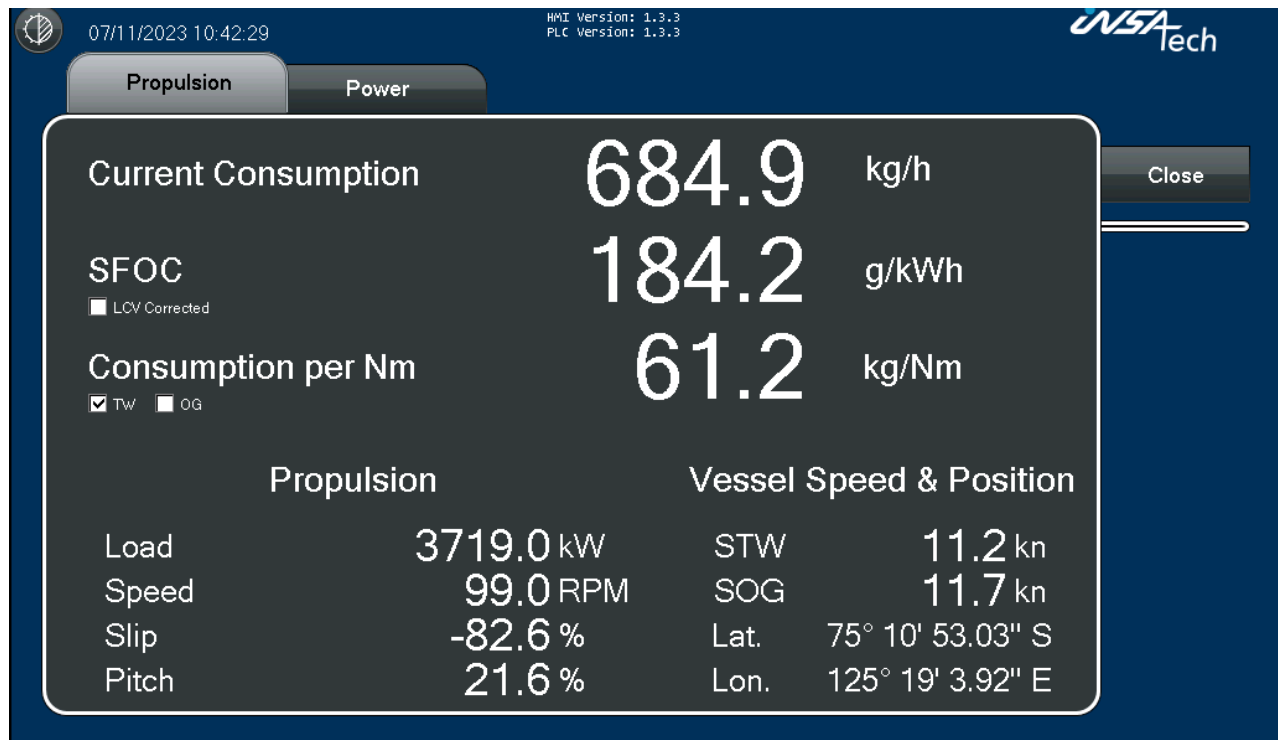 07/11/2023 10:42:29
HMI Version: 1.3.3
PLC Version: 1.3.3
iNSA Tech
Propulsion
Power
Close
Current Consumption 684.9 kg/h
SFOC 184.2 g/kWh
LCV Corrected
Consumption per Nm 61.2 kg/Nm
TW OG
Propulsion
Load 3719.0 kW
Speed 99.0 RPM
Slip -82.6 %
Pitch 21.6 %
Vessel Speed & Position
STW 11.2 kn
SOG 11.7 kn
Lat. 75° 10' 53.03" S
Lon. 125° 19' 3.92" E